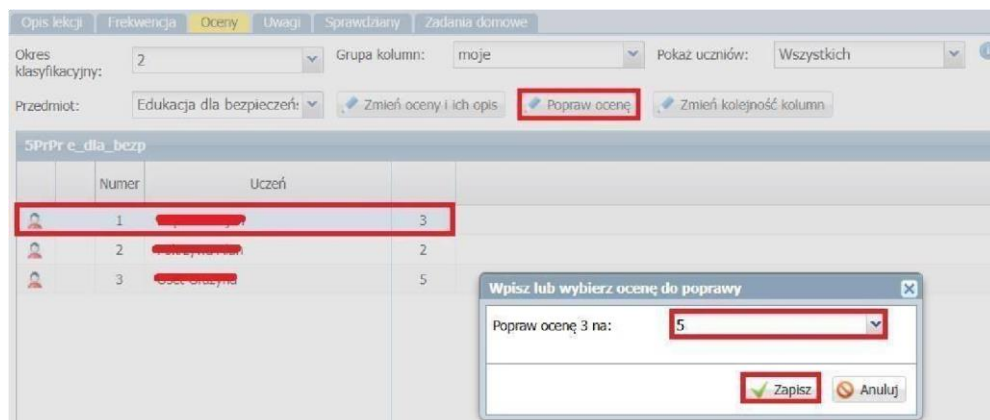 Opis lekcji Frekwencja Oceny Uwagi Sprawdziany Zadania domowe
Okres klasyfikacyjny: 2 Grupa kolumn: moje Pokaż uczniów: Wszystkich
Przedmiot: Edukacja dla bezpieczeń: Zmień oceny i ich opis Popraw ocenę Zmień kolejność kolumn
5PrPr e_dla_bezp
Numer Uczeń
1 3
2 2
3 5
Wpisz lub wybierz ocenę do poprawy
Popraw ocenę 3 na: 5
Zapisz Anuluj